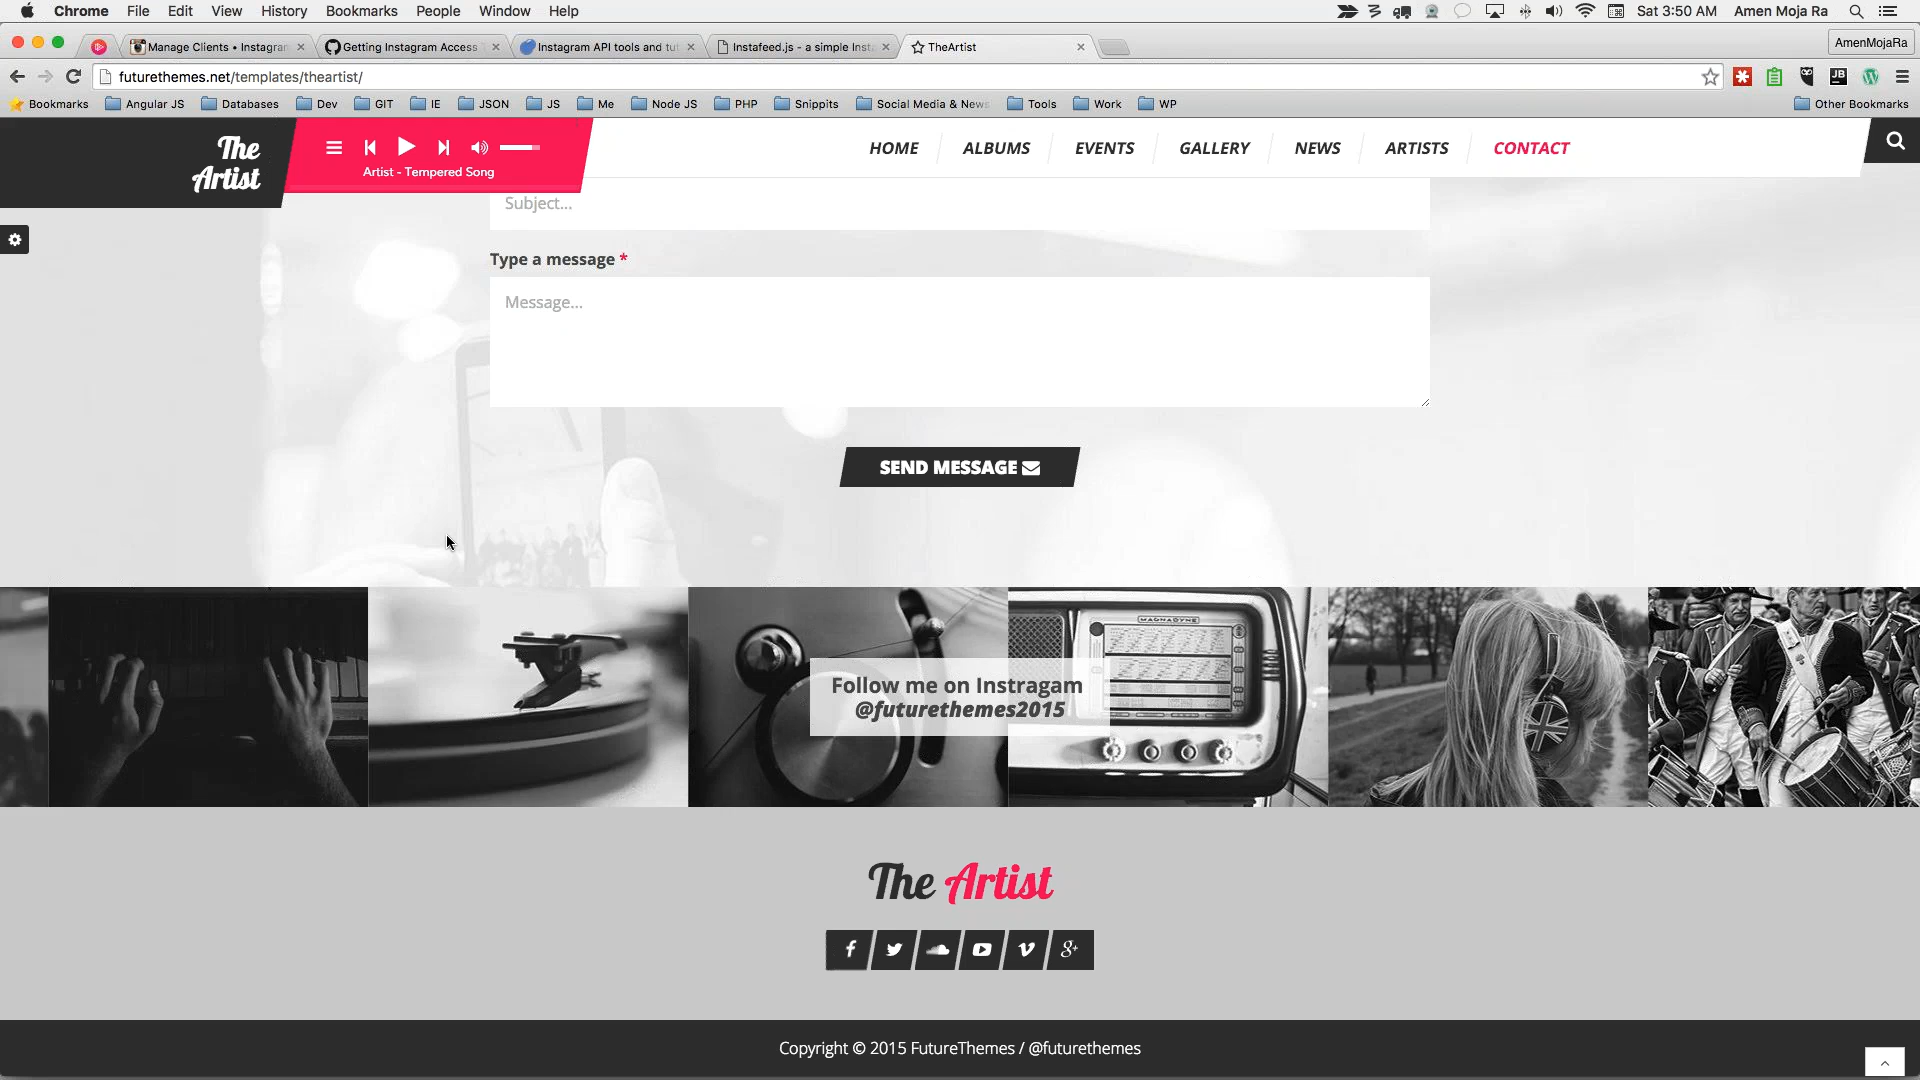 Chrome File Edit View History Bookmarks People Window Help
Sat 3:50 AM Amen Moja Ra
Manage Clients • Instagram
Getting Instagram Access T
Instagram API tools and tut
Instafeed.js - a simple Insta
TheArtist
AmenMojaRa
futurethemes.net/templates/theartist/
JB
Bookmarks Angular JS Databases Dev GIT IE JSON JS Me Node JS PHP Snippits Social Media & News Tools Work WP Other Bookmarks
The
Artist
Artist - Tempered Song
HOME ALBUMS EVENTS GALLERY NEWS ARTISTS CONTACT
Subject...
Type a message *
Message...
SEND MESSAGE
MAGNADYNE
Follow me on Instragam
@futurethemes2015
The Artist
Copyright © 2015 FutureThemes / @futurethemes